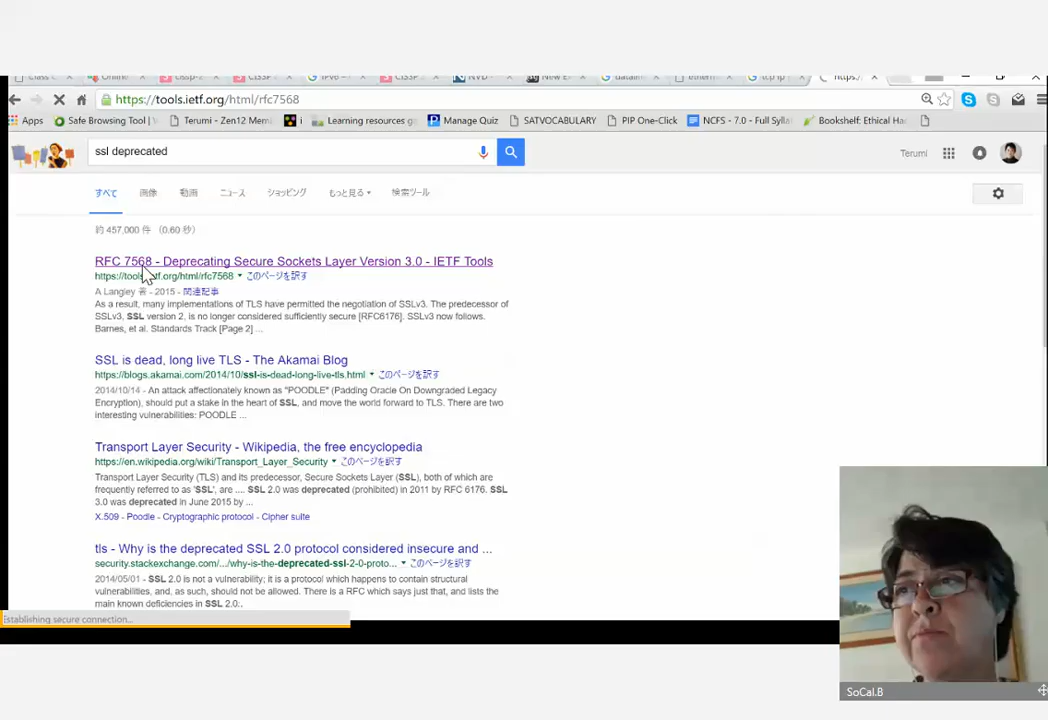 Online
CISSP
IPv6
CISSP
NVD
New E
datain
ethern
tcp ip
https:/
https://tools.ietf.org/html/rfc7568
Apps Safe Browsing Tool | Terumi - Zen12 Mem i Learning resources g Manage Quiz SATVOCABULARY PIP One-Click NCFS - 7.0 - Full Sylla Bookshelf: Ethical Ha
ssl deprecated
Terumi
すべて 画像 動画 ニュース ショッピング もっと見る 検索ツール
約 457,000 件 (0.60 秒)
RFC 7568 - Deprecating Secure Sockets Layer Version 3.0 - IETF Tools
https://tools.ietf.org/html/rfc7568 このページを訳す
A Langley 著 - 2015 - 関連記事
As a result, many implementations of TLS have permitted the negotiation of SSLv3. The predecessor of
SSLv3, SSL version 2, is no longer considered sufficiently secure [RFC6176]. SSLv3 now follows.
Barnes, et al. Standards Track [Page 2] ...
SSL is dead, long live TLS - The Akamai Blog
https://blogs.akamai.com/2014/10/ssl-is-dead-long-live-tls.html このページを訳す
2014/10/14 - An attack affectionately known as "POODLE" (Padding Oracle On Downgraded Legacy
Encryption), should put a stake in the heart of SSL, and move the world forward to TLS. There are two
interesting vulnerabilities: POODLE ...
Transport Layer Security - Wikipedia, the free encyclopedia
https://en.wikipedia.org/wiki/Transport_Layer_Security このページを訳す
Transport Layer Security (TLS) and its predecessor, Secure Sockets Layer (SSL), both of which are
frequently referred to as 'SSL', are .... SSL 2.0 was deprecated (prohibited) in 2011 by RFC 6176. SSL
3.0 was deprecated in June 2015 by ...
X.509 - Poodle - Cryptographic protocol - Cipher suite
tls - Why is the deprecated SSL 2.0 protocol considered insecure and ...
security.stackexchange.com/.../why-is-the-deprecated-ssl-2-0-proto... このページを訳す
2014/05/01 - SSL 2.0 is not a vulnerability; it is a protocol which happens to contain structural
vulnerabilities, and, as such, should not be allowed. There is a RFC which says just that, and lists the
main known deficiencies in SSL 2.0:.
Establishing secure connection...
SoCal.B